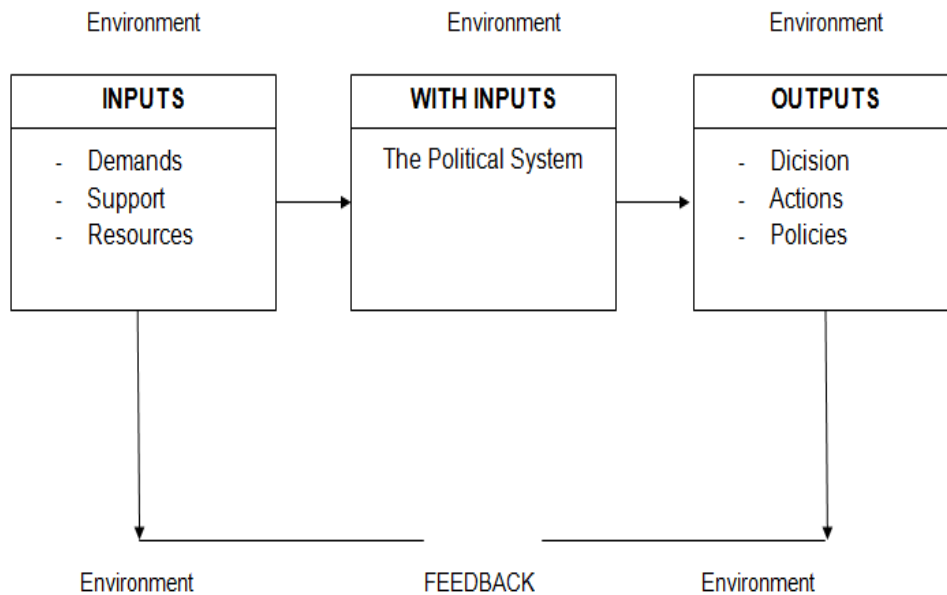 Environment Environment Environment
INPUTS
- Demands
- Support
- Resources
WITH INPUTS
The Political System
OUTPUTS
- Dicision
- Actions
- Policies
Environment FEEDBACK Environment